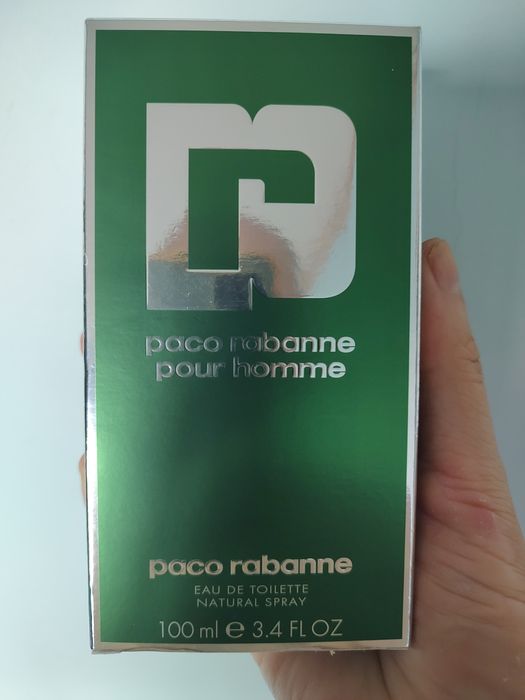 paco rabanne
pour homme
paco rabanne
EAU DE TOILETTE
NATURAL SPRAY
100 ml ℮ 3.4 FL OZ